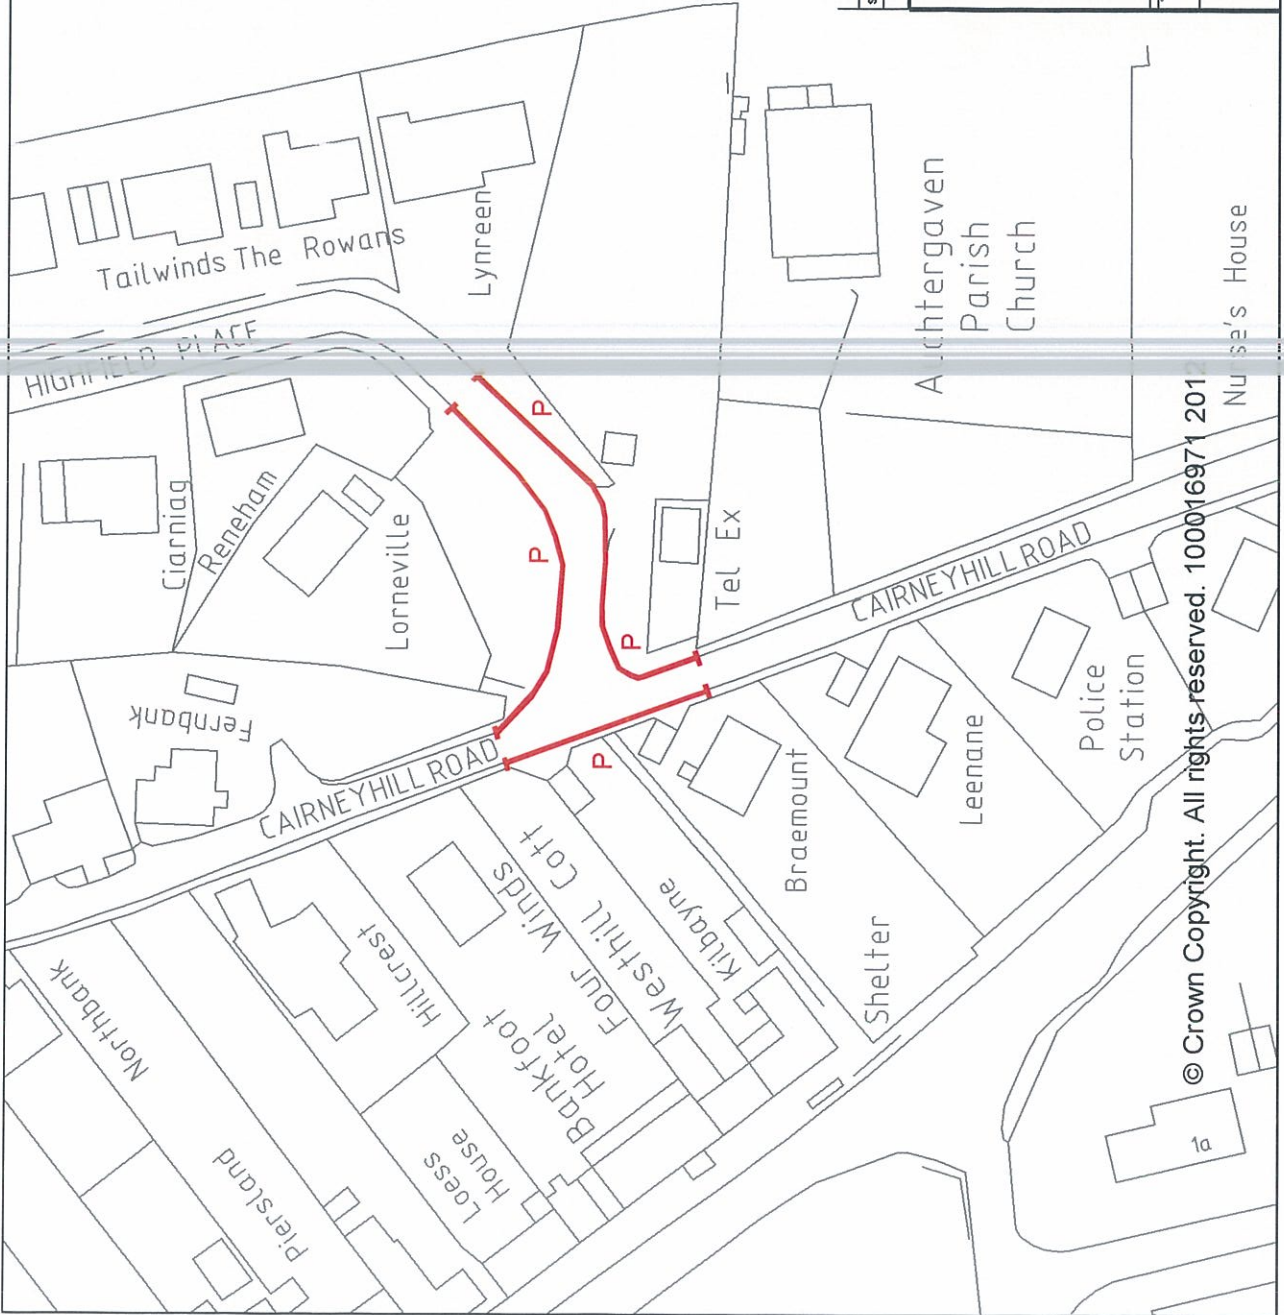 Tailwinds The Rowans
Lynreen
HIGHFIELD PLACE
P
Ciarniag
Reneham
Lorneville
P
P
Tel Ex
Auchtergaven
Parish
Church
Nurse's House
Fernbank
CAIRNEYHILL ROAD
CAIRNEYHILL ROAD
P
Police
Station
Leenane
Braemount
Northbank
Hillcrest
Four Winds
Westhill Cott
Kilbayne
Shelter
Bankfoot
Hotel
Loess
House
Piersland
1a
© Crown Copyright. All rights reserved. 100016971 2012